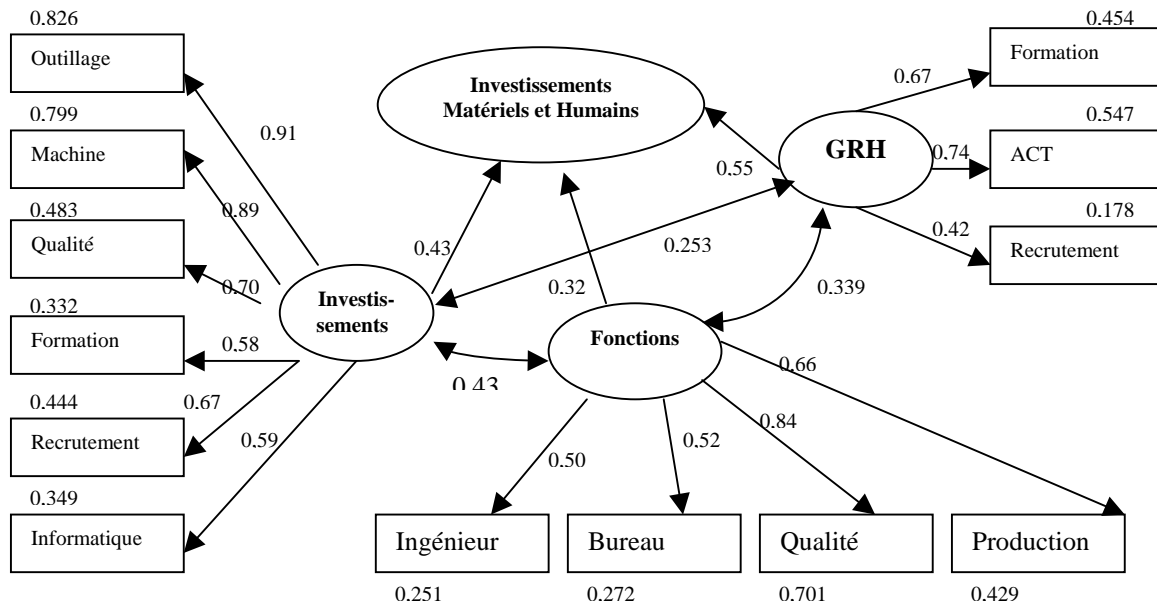 0.826
0.454
Outillage
Investissements
Matériels et Humains
Formation
0.67
0.799
0.547
Machine
0.91
GRH
0.74
ACT
0.55
0.483
0.89
0.178
Qualité
0.43
0.253
0.42
Recrutement
0.70
0.32
0.339
0.332
Investis-
sements
Formation
0.58
Fonctions
0.66
0.43
0.444
0.67
Recrutement
0.59
0.84
0.52
0.50
0.349
Informatique
Ingénieur
Bureau
Qualité
Production
0.251
0.272
0.701
0.429